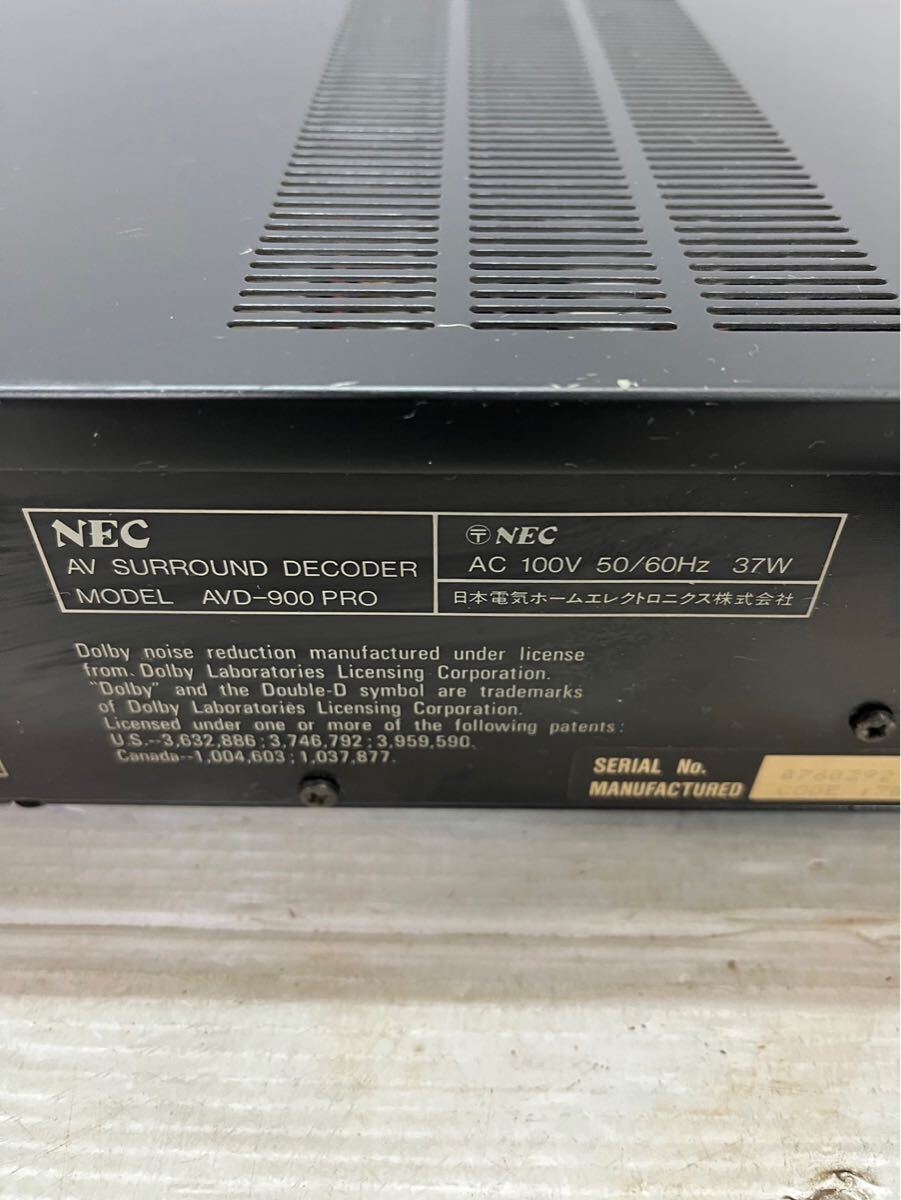 NEC
AV SURROUND DECODER
MODEL AVD-900 PRO
〶 NEC
AC 100V 50/60Hz 37W
日本電気ホームエレクトロニクス株式会社
Dolby noise reduction manufactured under license
from Dolby Laboratories Licensing Corporation.
"Dolby" and the Double-D symbol are trademarks
of Dolby Laboratories Licensing Corporation.
Licensed under one or more of the following patents:
U.S.--3,632,886 ; 3,746,792 ; 3,959,590.
Canada--1,004,603 ; 1,037,877.
SERIAL No.
MANUFACTURED
CODE